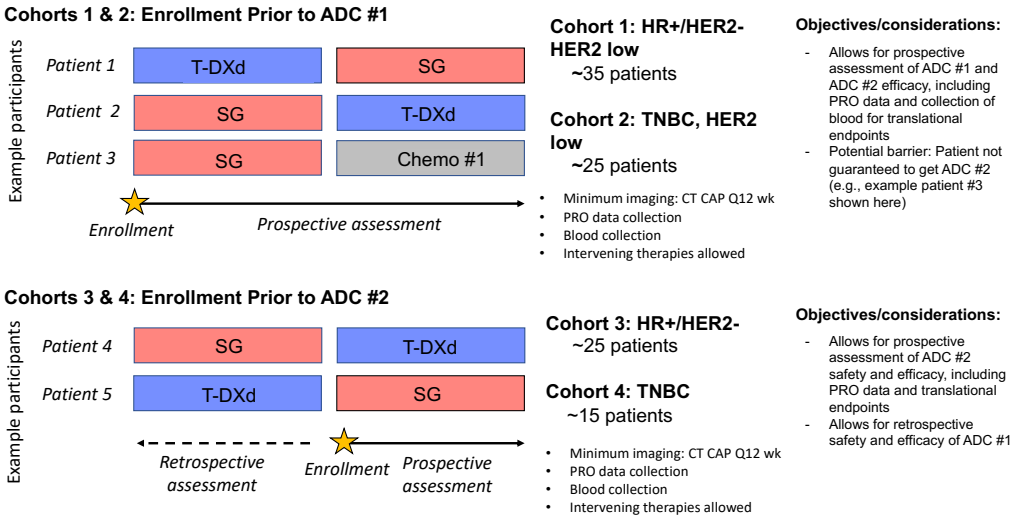 Cohorts 1 & 2: Enrollment Prior to ADC #1
Example participants
Patient 1
T-DXd
SG
Patient 2
SG
T-DXd
Patient 3
SG
Chemo #1
Enrollment
Prospective assessment
Cohort 1: HR+/HER2-
HER2 low
~35 patients
Cohort 2: TNBC, HER2
low
~25 patients
• Minimum imaging: CT CAP Q12 wk
• PRO data collection
• Blood collection
• Intervening therapies allowed
Objectives/considerations:
- Allows for prospective
assessment of ADC #1 and
ADC #2 efficacy, including
PRO data and collection of
blood for translational
endpoints
- Potential barrier: Patient not
guaranteed to get ADC #2
(e.g., example patient #3
shown here)
Cohorts 3 & 4: Enrollment Prior to ADC #2
Example participants
Patient 4
SG
T-DXd
Patient 5
T-DXd
SG
Retrospective
assessment
Enrollment
Prospective
assessment
Cohort 3: HR+/HER2-
~25 patients
Cohort 4: TNBC
~15 patients
• Minimum imaging: CT CAP Q12 wk
• PRO data collection
• Blood collection
• Intervening therapies allowed
Objectives/considerations:
- Allows for prospective
assessment of ADC #2
safety and efficacy, including
PRO data and translational
endpoints
- Allows for retrospective
safety and efficacy of ADC #1